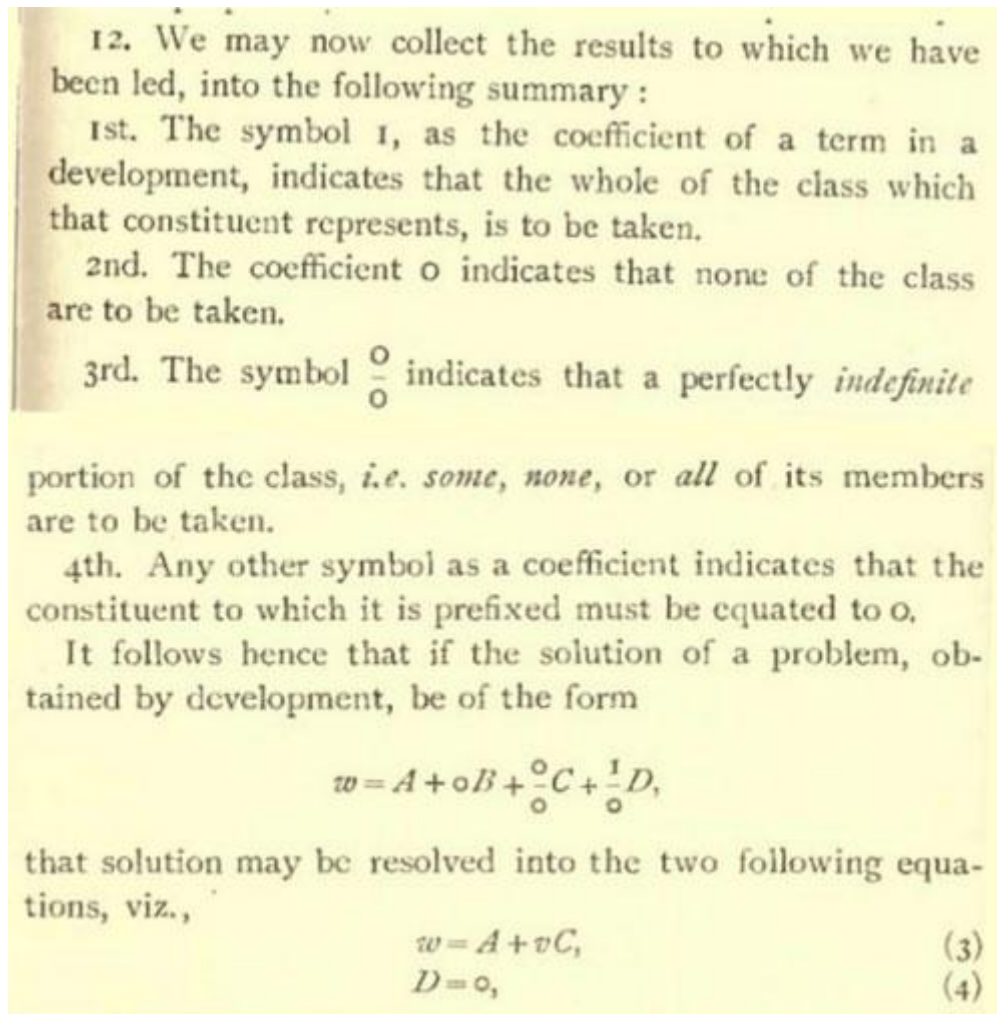 12. We may now collect the results to which we have
been led, into the following summary :
1st. The symbol 1, as the coefficient of a term in a
development, indicates that the whole of the class which
that constituent represents, is to be taken.
2nd. The coefficient 0 indicates that none of the class
are to be taken.
3rd. The symbol 0/0 indicates that a perfectly indefinite
portion of the class, i.e. some, none, or all of its members
are to be taken.
4th. Any other symbol as a coefficient indicates that the
constituent to which it is prefixed must be equated to 0.
It follows hence that if the solution of a problem, ob-
tained by development, be of the form
w = A + 0B + 0/0 C + 1/0 D,
that solution may be resolved into the two following equa-
tions, viz.,
w = A + vC, (3)
D = 0, (4)